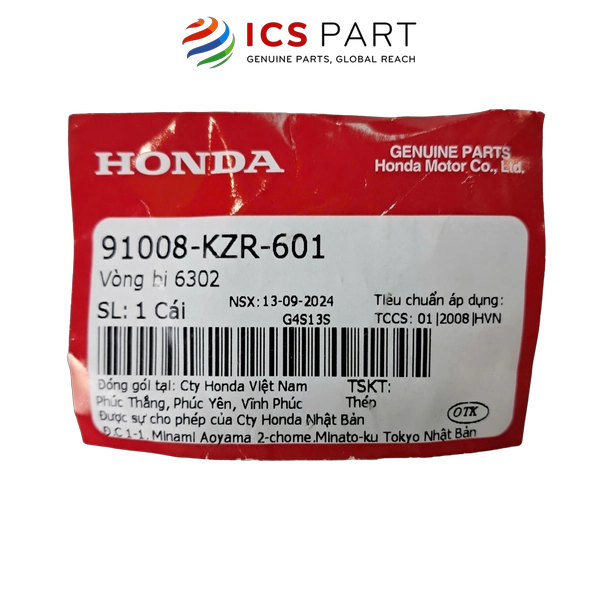 ICS PART
GENUINE PARTS, GLOBAL REACH
HONDA
GENUINE PARTS
Honda Motor Co., Ltd.
91008-KZR-601
Vòng bi 6302
SL: 1 Cái
NSX: 13-09-2024
G4S13S
Tiêu chuẩn áp dụng:
TCCS: 01|2008|HVN
Đóng gói tại: Cty Honda Việt Nam
Phúc Thắng, Phúc Yên, Vĩnh Phúc
TSKT:
Thép
Được sự cho phép của Cty Honda Nhật Bản
Đ.C 1-1, Minami Aoyama 2-chome,Minato-ku Tokyo Nhật Bản
OTK